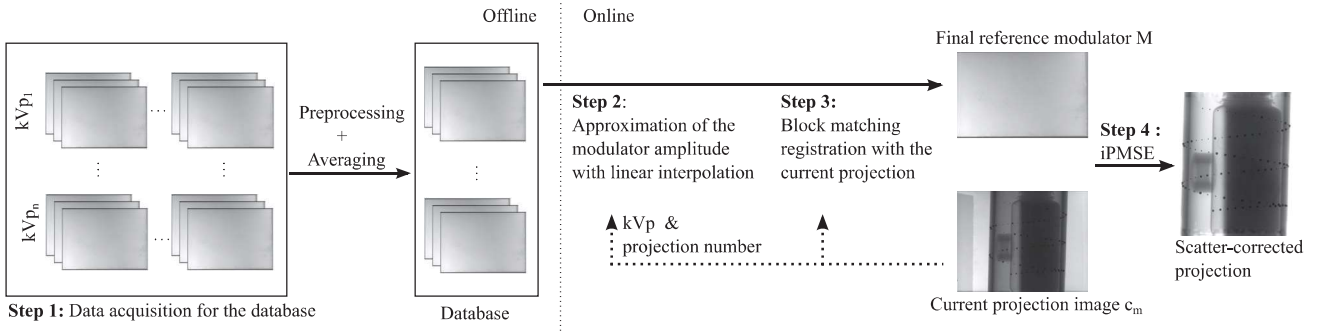 Offline
Online
kVp1
kVpn
...
...
Step 1: Data acquisition for the database
Preprocessing
+
Averaging
Database
Step 2:
Approximation of the
modulator amplitude
with linear interpolation
Step 3:
Block matching
registration with the
current projection
kVp &
projection number
Final reference modulator M
Current projection image cm
Step 4 :
iPMSE
Scatter-corrected
projection